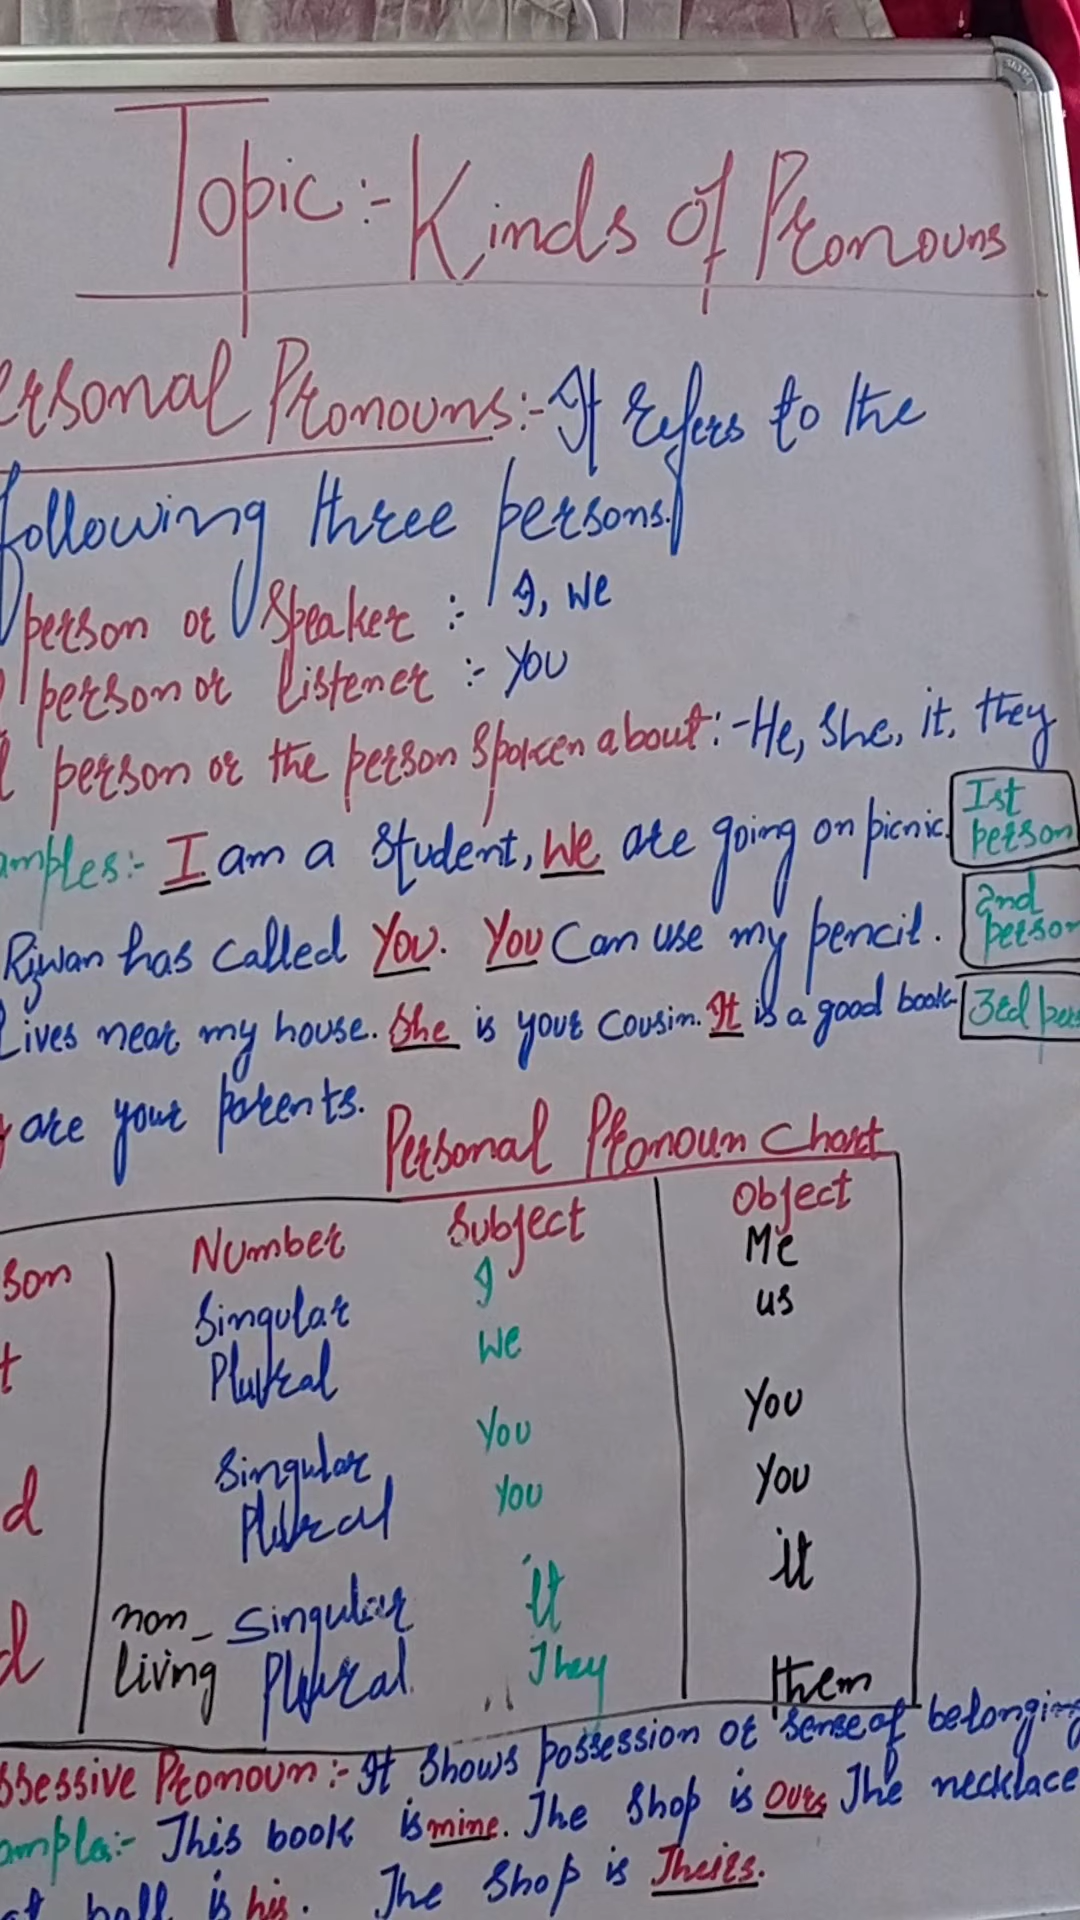 Topic:- Kinds of Pronouns
ersonal Pronouns:- It refers to the
following three persons.
person or Speaker :- I, We
person or listener :- You
person or the person Spoken about:- He, She, it, they
amples:- I am a Student, We are going on picnic. Ist person
Rizwan has called You. You Can use my pencil. 2nd person
Lives near my house. She is your Cousin. It is a good book. 3rd pers
are your parents.
Personal Pronoun Chart
son Number Subject Object
t Singular I Me
Plural We us
d Singular You You
Plural You You
d non-living Singular it it
Plural They them
ssessive Pronoun:- It Shows possession or Sense of belonging
ample:- This book is mine. The Shop is Ours The necklace
at ball is his. The Shop is Theirs.